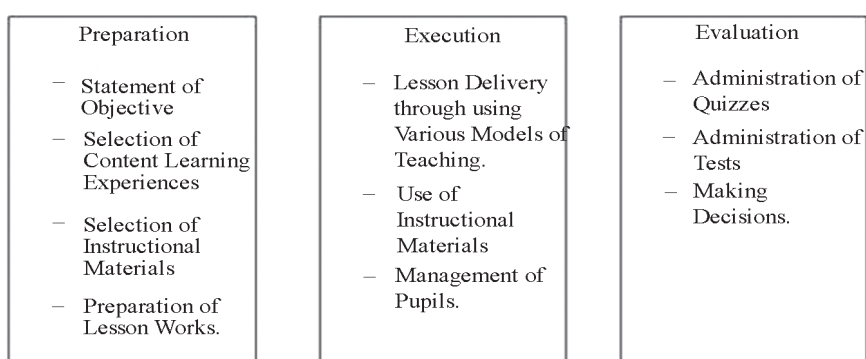 Preparation
– Statement of
Objective
– Selection of
Content Learning
Experiences
– Selection of
Instructional
Materials
– Preparation of
Lesson Works.
Execution
– Lesson Delivery
through using
Various Models of
Teaching.
– Use of
Instructional
Materials
– Management of
Pupils.
Evaluation
– Administration of
Quizzes
– Administration of
Tests
– Making
Decisions.